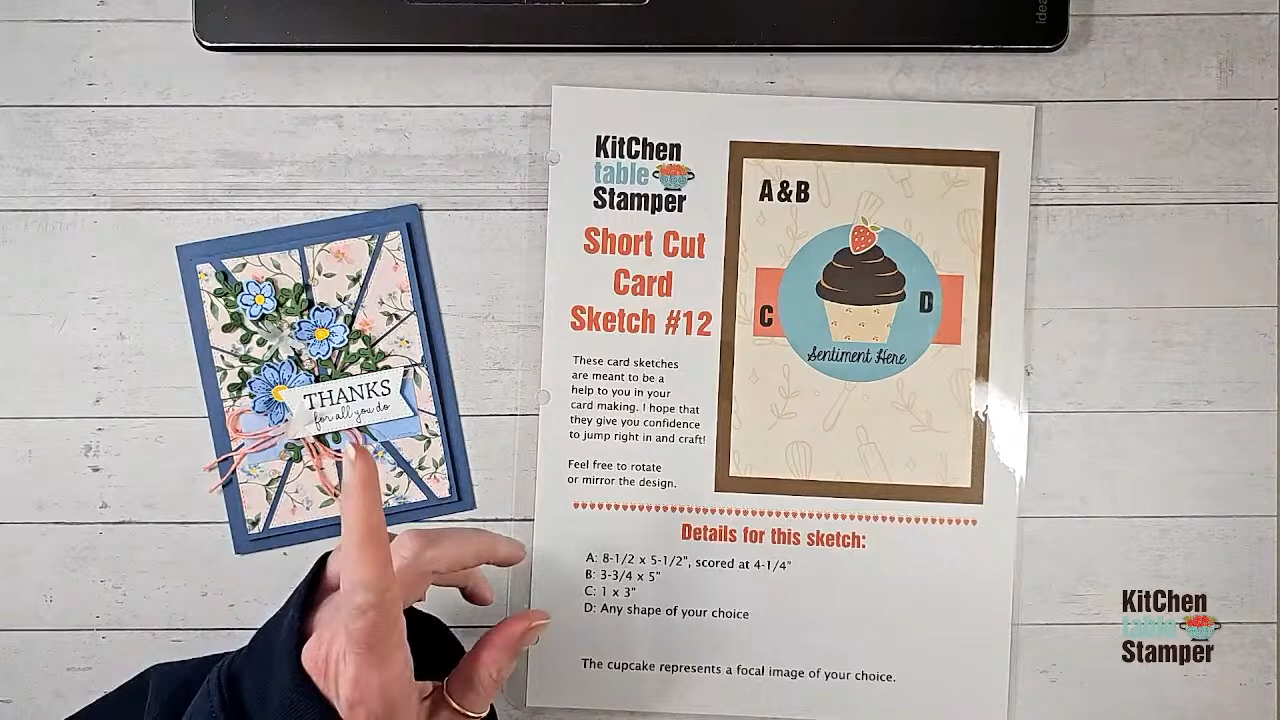 idea
KitChen
table
Stamper
Short Cut
Card
Sketch #12
These card sketches
are meant to be a
help to you in your
card making. I hope that
they give you confidence
to jump right in and craft!
Feel free to rotate
or mirror the design.
A & B
C
D
Sentiment Here
Details for this sketch:
A: 8-1/2 x 5-1/2", scored at 4-1/4"
B: 3-3/4 x 5"
C: 1 x 3"
D: Any shape of your choice
The cupcake represents a focal image of your choice.
THANKS
for all you do
KitChen
table
Stamper